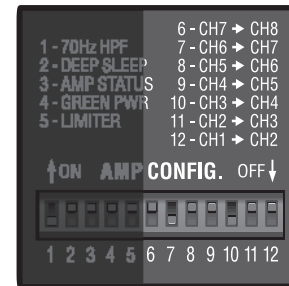 1 - 70Hz HPF
2 - DEEP SLEEP
3 - AMP STATUS
4 - GREEN PWR
5 - LIMITER
6 - CH7 → CH8
7 - CH6 → CH7
8 - CH5 → CH6
9 - CH4 → CH5
10 - CH3 → CH4
11 - CH2 → CH3
12 - CH1 → CH2
↑ON AMP CONFIG. OFF↓
1 2 3 4 5 6 7 8 9 10 11 12